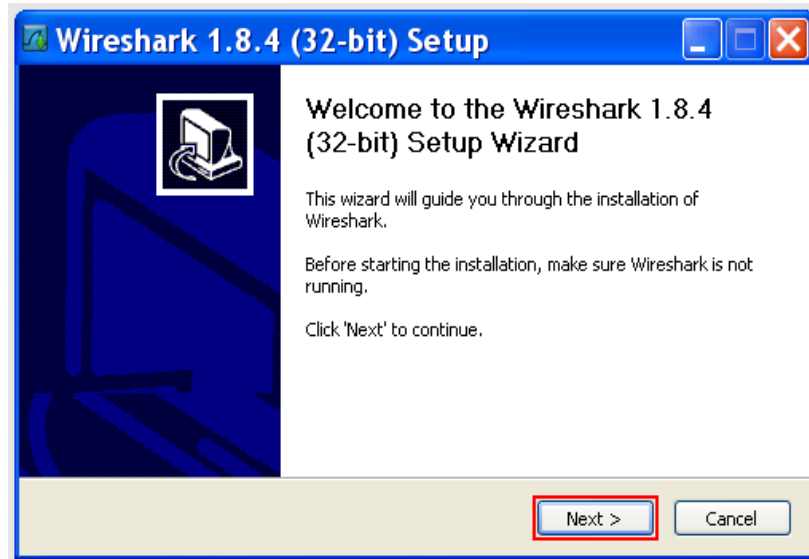 Wireshark 1.8.4 (32-bit) Setup
Welcome to the Wireshark 1.8.4
(32-bit) Setup Wizard
This wizard will guide you through the installation of
Wireshark.
Before starting the installation, make sure Wireshark is not
running.
Click 'Next' to continue.
Next >
Cancel